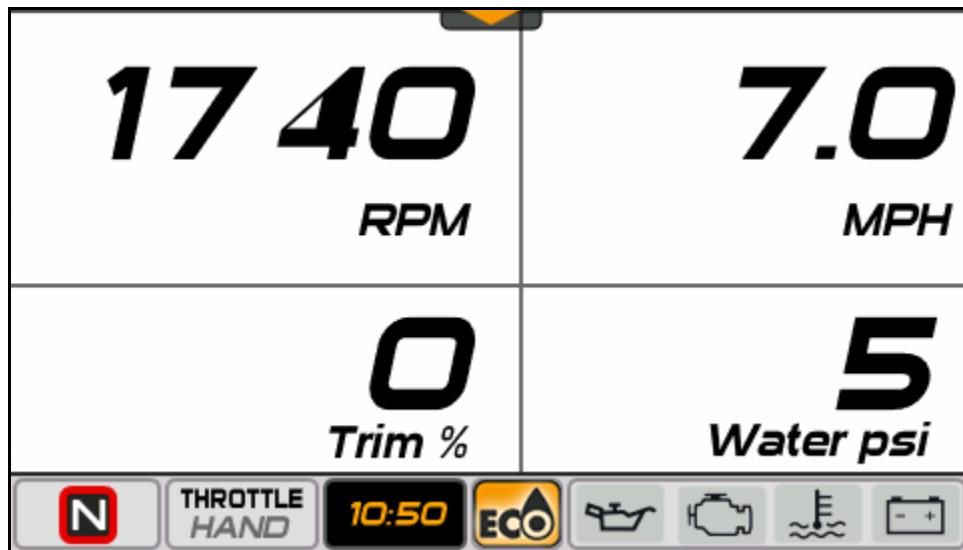 1740
RPM
7.0
MPH
0
Trim %
5
Water psi
N
THROTTLE
HAND
10:50
ECO
- +